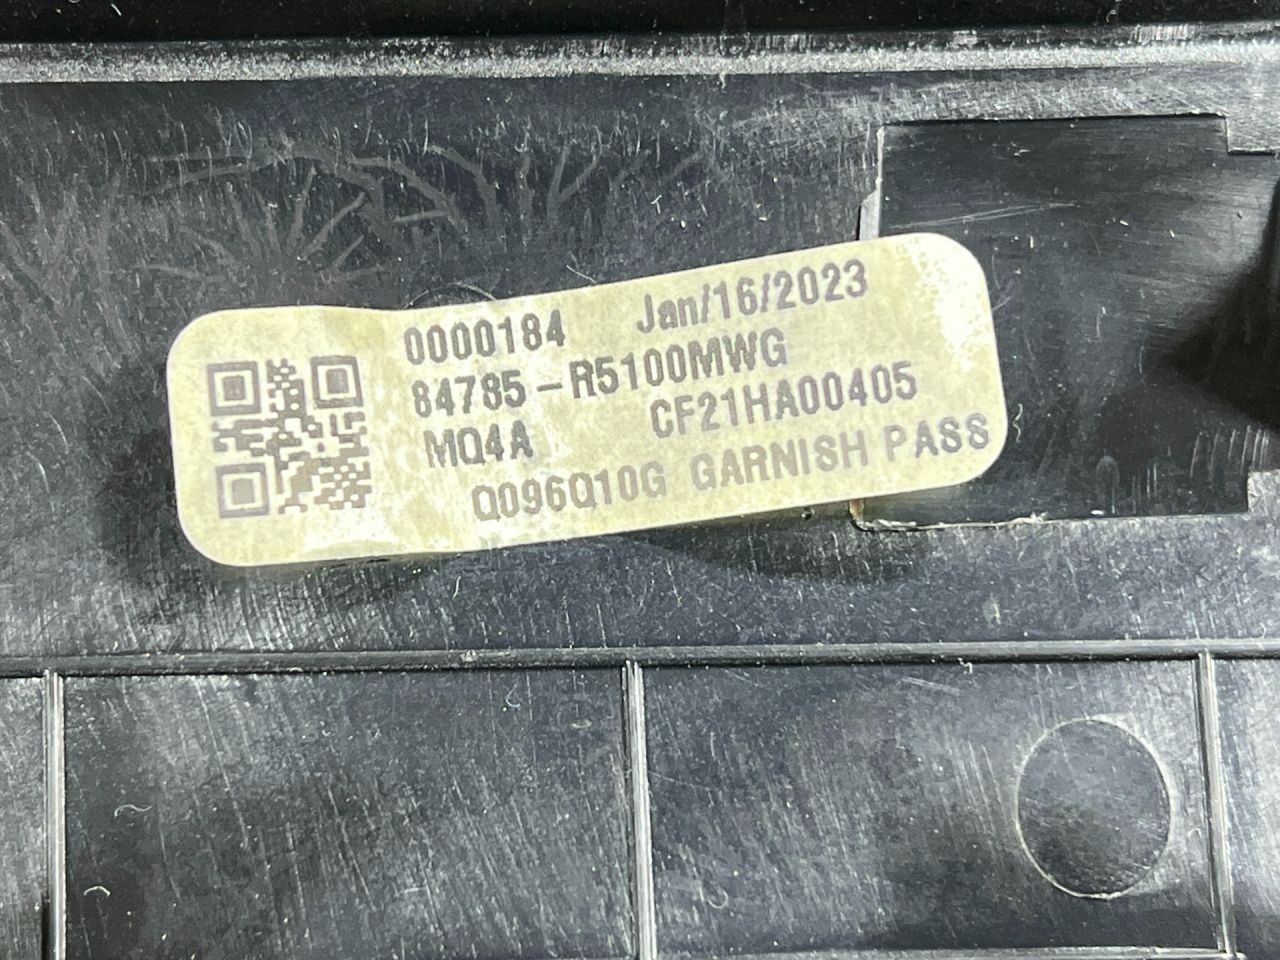 0000184 Jan/16/2023
84785-R5100MWG
MQ4A CF21HA00405
Q096Q10G GARNISH PASS